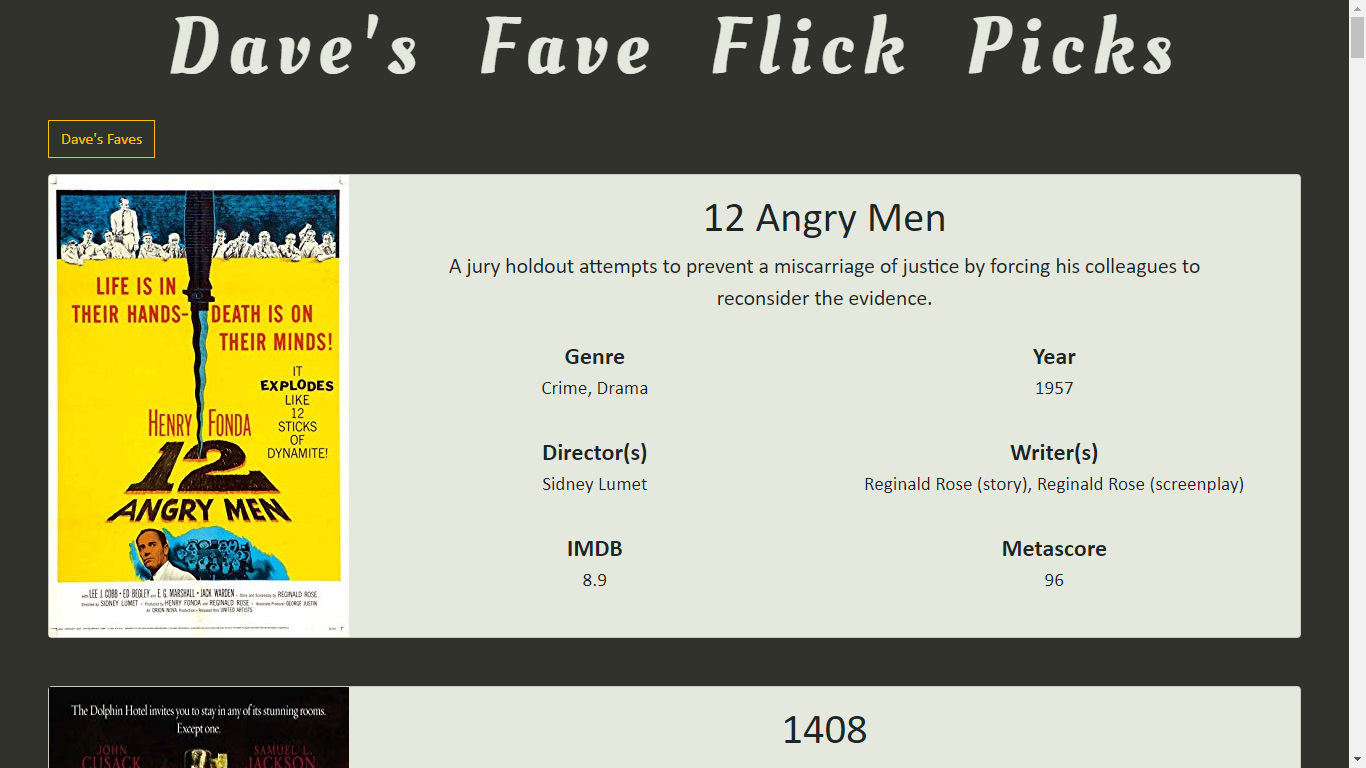 Dave's Fave Flick Picks
Dave's Faves
LIFE IS IN
THEIR HANDS-
DEATH IS ON
THEIR MINDS!
IT
EXPLODES
LIKE
12
STICKS
OF
DYNAMITE!
HENRY FONDA
12
ANGRY MEN
with LEE J. COBB • ED BEGLEY and E. G. MARSHALL • JACK WARDEN • Story and Screenplay by REGINALD ROSE
Directed by SIDNEY LUMET • Produced by HENRY FONDA and REGINALD ROSE • Associate Producer GEORGE JUSTIN
An ORION-NOVA Production • Released thru UNITED ARTISTS
12 Angry Men
A jury holdout attempts to prevent a miscarriage of justice by forcing his colleagues to
reconsider the evidence.
Genre
Crime, Drama
Year
1957
Director(s)
Sidney Lumet
Writer(s)
Reginald Rose (story), Reginald Rose (screenplay)
IMDB
8.9
Metascore
96
The Dolphin Hotel invites you to stay in any of its stunning rooms.
Except one.
JOHN
CUSACK
SAMUEL L.
JACKSON
1408